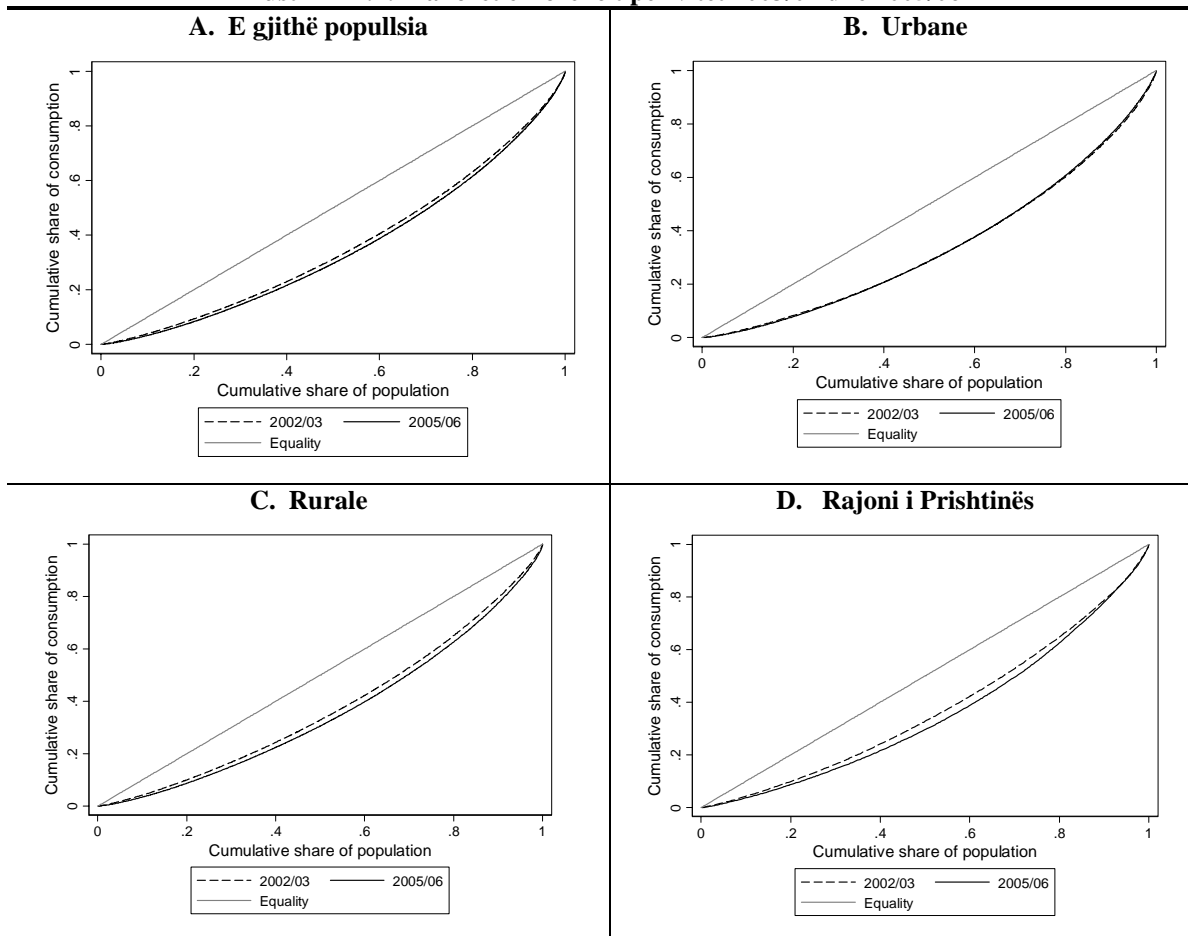 A. E gjithë popullsia
B. Urbane
Cumulative share of consumption
0 .2 .4 .6 .8 1
0 .2 .4 .6 .8 1
Cumulative share of population
2002/03 2005/06
Equality
Cumulative share of consumption
0 .2 .4 .6 .8 1
0 .2 .4 .6 .8 1
Cumulative share of population
2002/03 2005/06
Equality
C. Rurale
D. Rajoni i Prishtinës
Cumulative share of consumption
0 .2 .4 .6 .8 1
0 .2 .4 .6 .8 1
Cumulative share of population
2002/03 2005/06
Equality
Cumulative share of consumption
0 .2 .4 .6 .8 1
0 .2 .4 .6 .8 1
Cumulative share of population
2002/03 2005/06
Equality